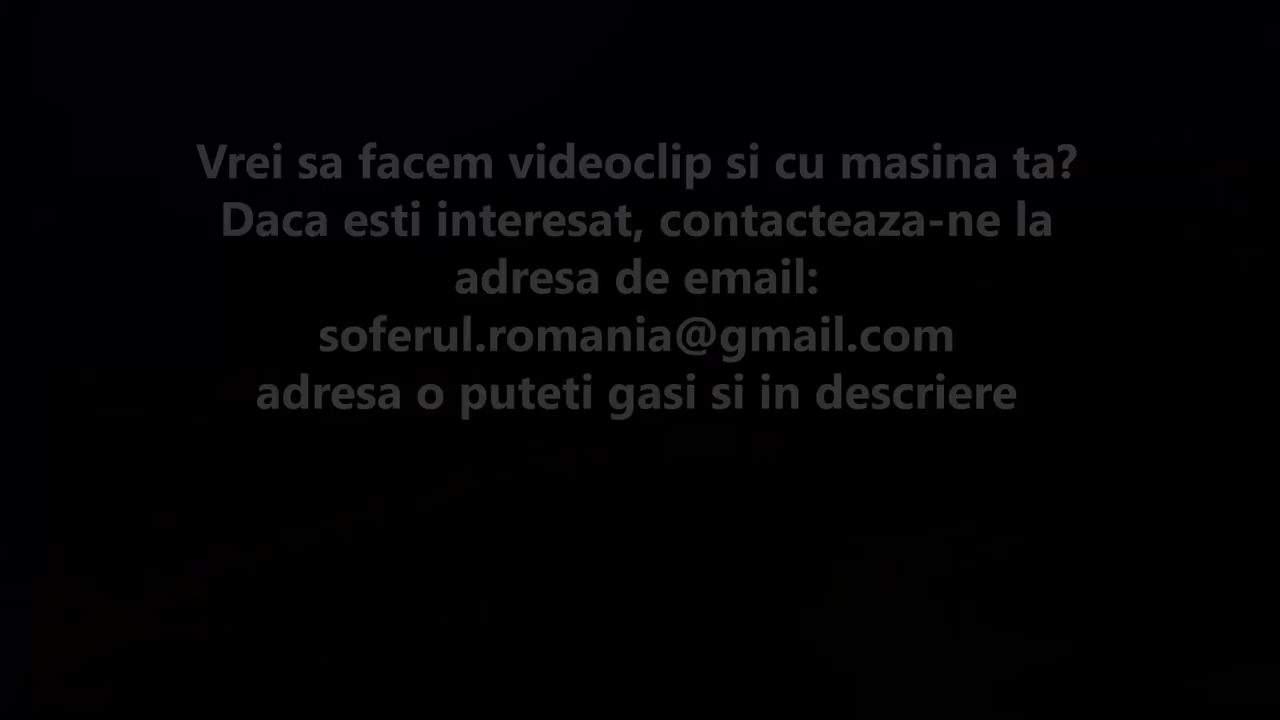 Vrei sa facem videoclip si cu masina ta?
Daca esti interesat, contacteaza-ne la
adresa de email:
soferul.romania@gmail.com
adresa o puteti gasi si in descriere